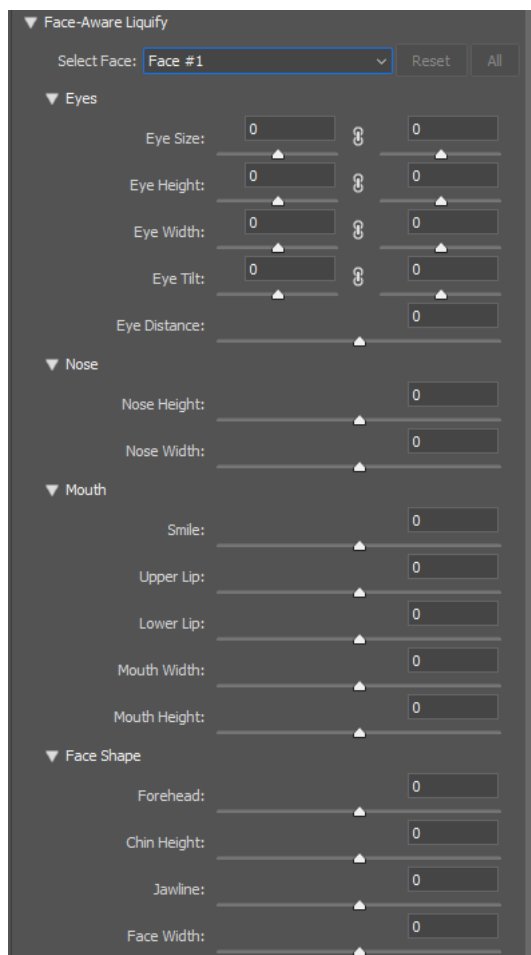 Face-Aware Liquify
Select Face: Face #1 Reset All
Eyes
Eye Size: 0 0
Eye Height: 0 0
Eye Width: 0 0
Eye Tilt: 0 0
Eye Distance: 0
Nose
Nose Height: 0
Nose Width: 0
Mouth
Smile: 0
Upper Lip: 0
Lower Lip: 0
Mouth Width: 0
Mouth Height: 0
Face Shape
Forehead: 0
Chin Height: 0
Jawline: 0
Face Width: 0